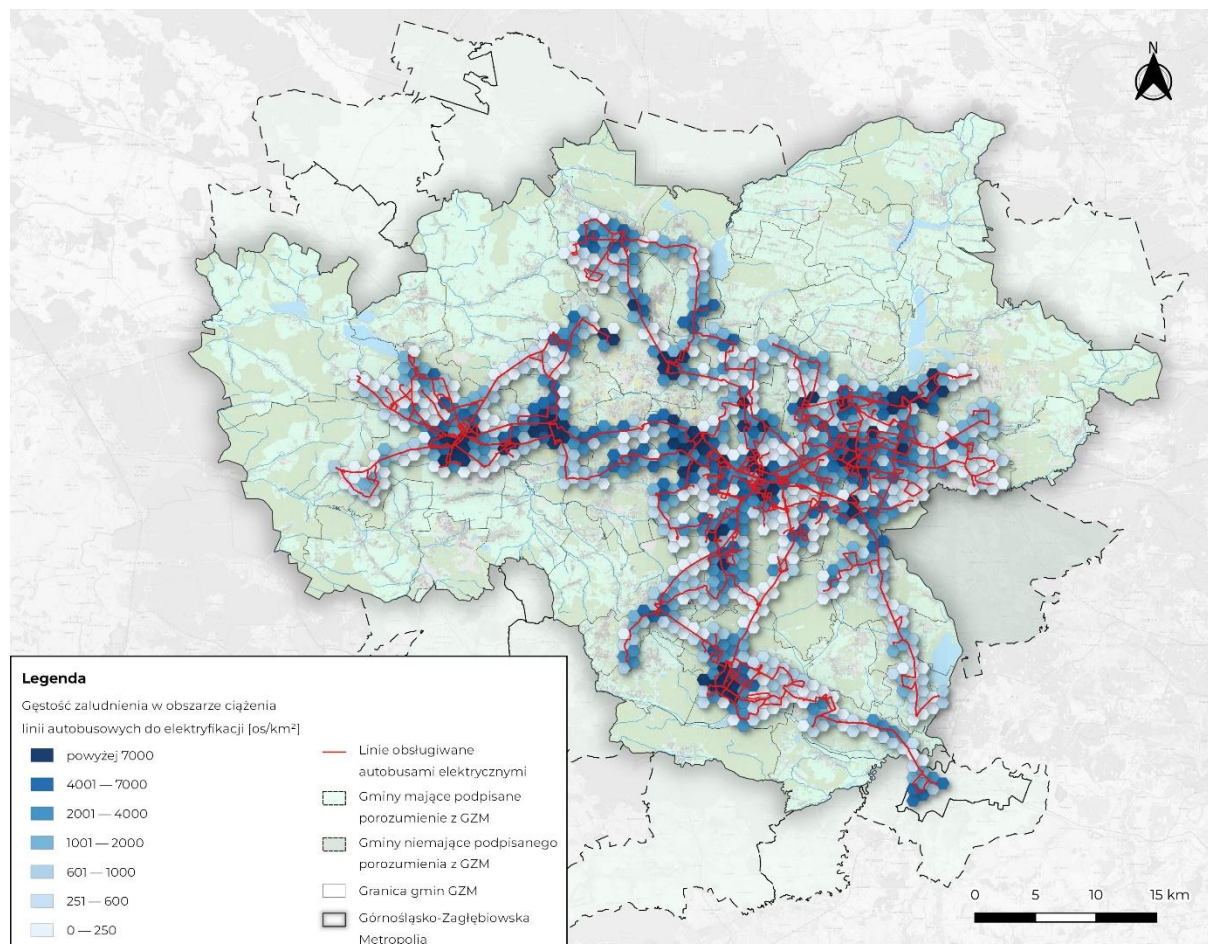 N
Legenda
Gęstość zaludnienia w obszarze ciążenia
linii autobusowych do elektryfikacji [os/km²]
powyżej 7000
4001 — 7000
2001 — 4000
1001 — 2000
601 — 1000
251 — 600
0 — 250
Linie obsługiwane
autobusami elektrycznymi
Gminy mające podpisane
porozumienie z GZM
Gminy niemające podpisanego
porozumienia z GZM
Granica gmin GZM
Górnośląsko-Zagłębiowska
Metropolia
0 5 10 15 km